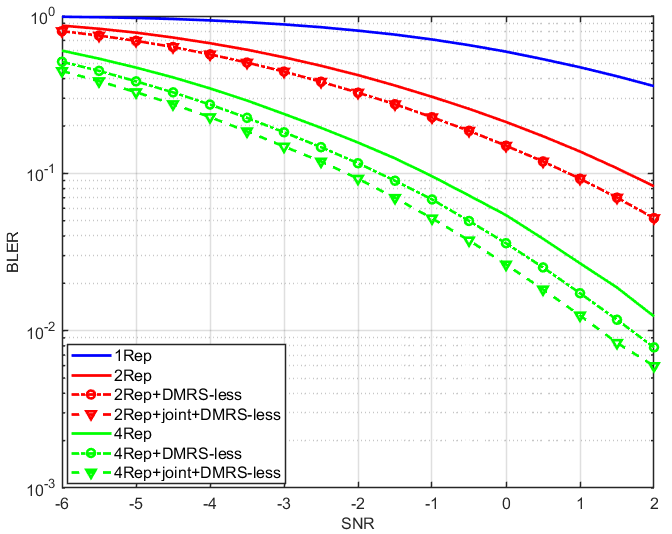 10^0
10^-1
10^-2
10^-3
BLER
1Rep
2Rep
2Rep+DMRS-less
2Rep+joint+DMRS-less
4Rep
4Rep+DMRS-less
4Rep+joint+DMRS-less
-6 -5 -4 -3 -2 -1 0 1 2
SNR